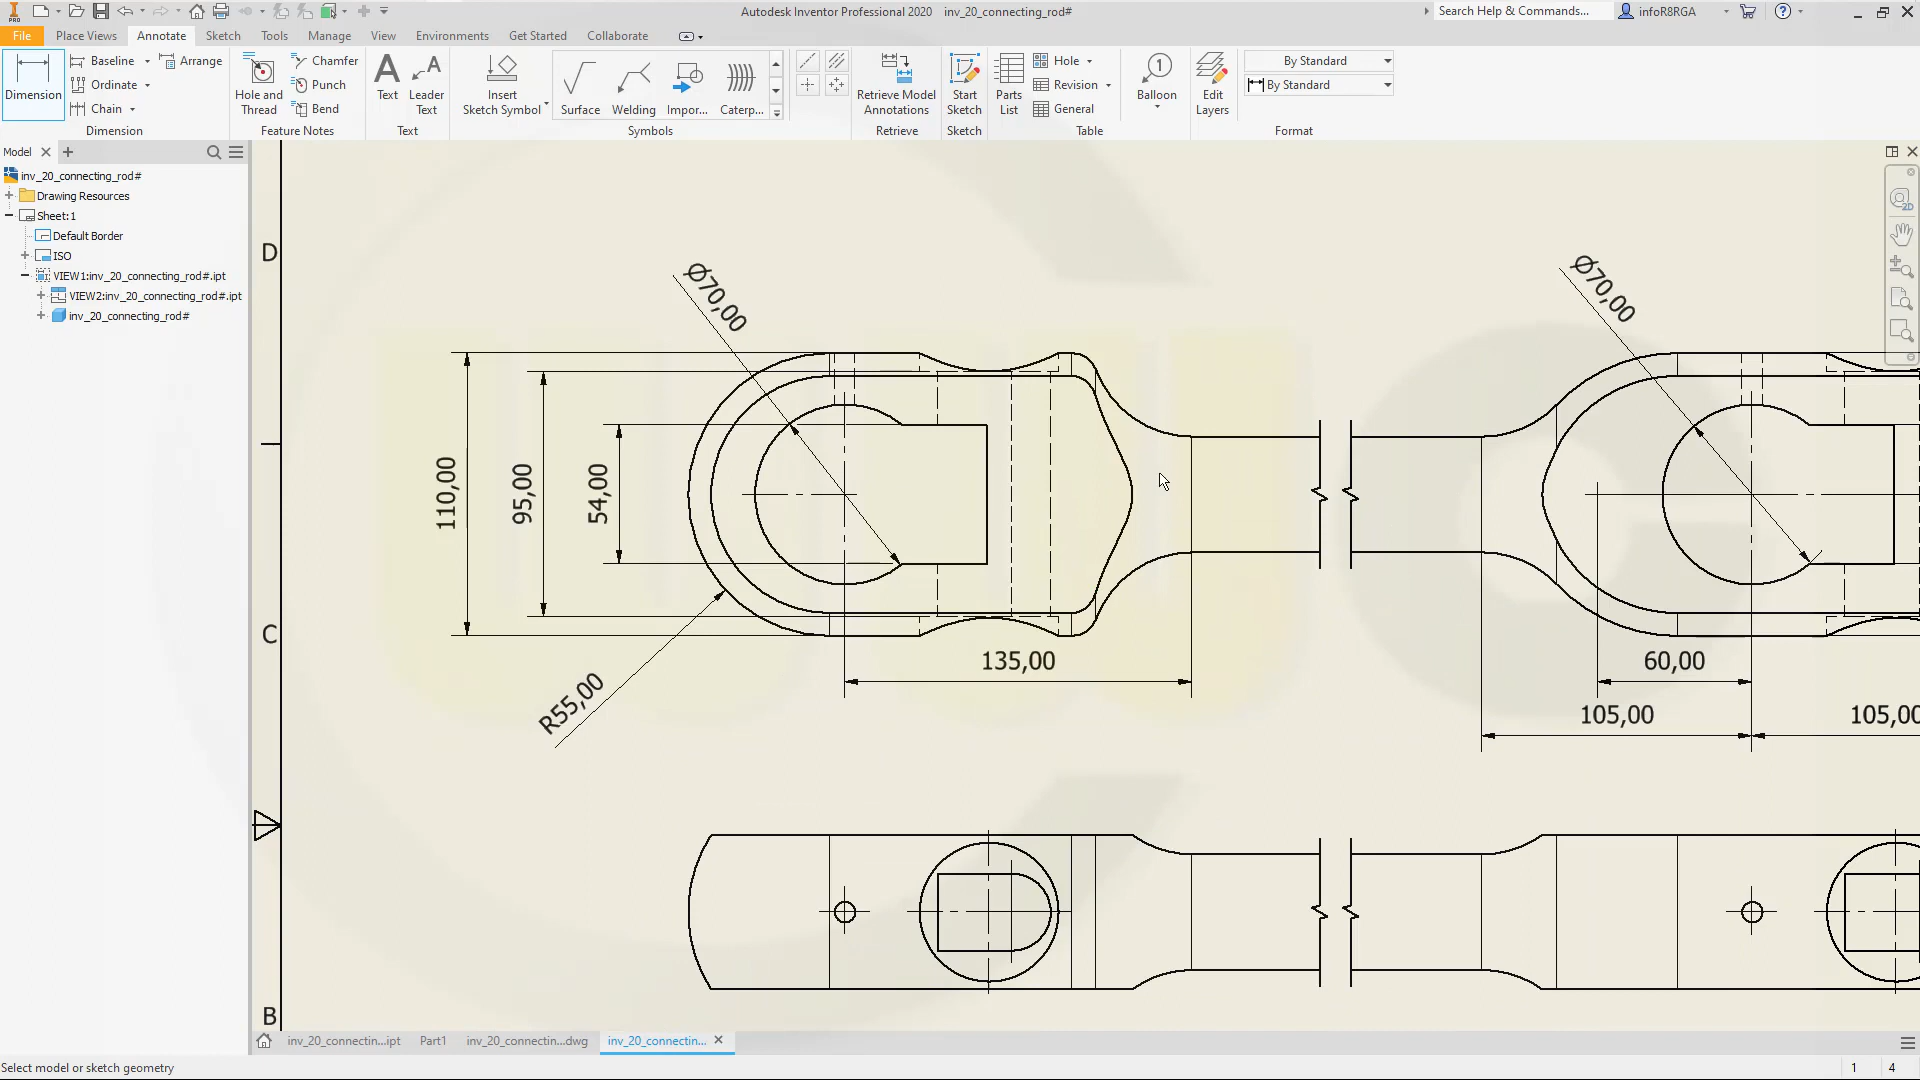 PRO
Autodesk Inventor Professional 2020 inv_20_connecting_rod#
Search Help & Commands...
infoR8RGA
File Place Views Annotate Sketch Tools Manage View Environments Get Started Collaborate
Dimension
Baseline
Ordinate
Chain
Arrange
Dimension
Hole and Thread
Chamfer
Punch
Bend
Feature Notes
Text
Leader Text
Text
Insert Sketch Symbol
Surface
Welding
Impor...
Caterp...
Symbols
Retrieve Model Annotations
Retrieve
Start Sketch
Sketch
Parts List
Hole
Revision
General
Table
1
Balloon
Edit Layers
By Standard
By Standard
Format
Model
inv_20_connecting_rod#
Drawing Resources
Sheet:1
Default Border
ISO
VIEW1:inv_20_connecting_rod#.ipt
VIEW2:inv_20_connecting_rod#.ipt
inv_20_connecting_rod#
2D
D
C
B
Ø70,00
Ø70,00
110,00
95,00
54,00
R55,00
135,00
60,00
105,00
105,00
inv_20_connectin...ipt
Part1
inv_20_connectin...dwg
inv_20_connectin...
Select model or sketch geometry
1 4